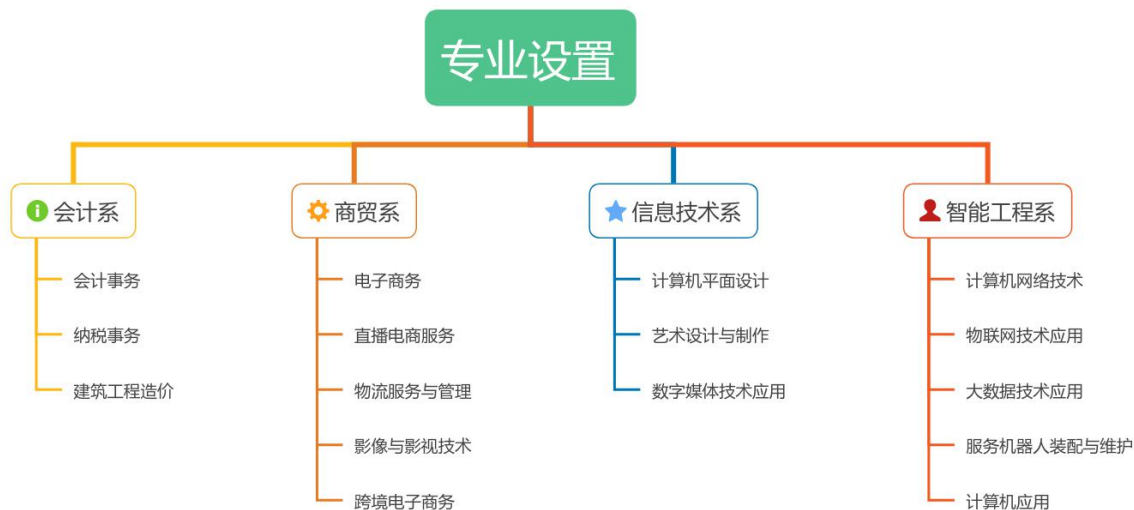 专业设置
会计系
会计事务
纳税事务
建筑工程造价
商贸系
电子商务
直播电商服务
物流服务与管理
影像与影视技术
跨境电子商务
信息技术系
计算机平面设计
艺术设计与制作
数字媒体技术应用
智能工程系
计算机网络技术
物联网技术应用
大数据技术应用
服务机器人装配与维护
计算机应用